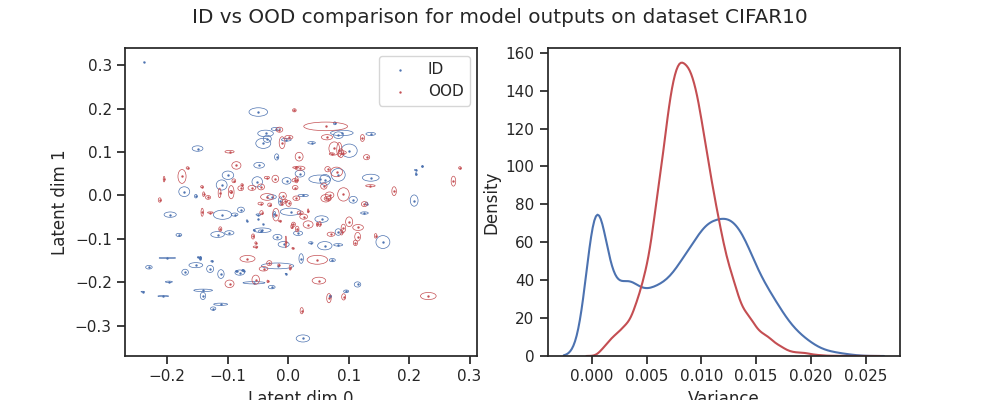 ID vs OOD comparison for model outputs on dataset CIFAR10
Latent dim 1
0.3
0.2
0.1
0.0
−0.1
−0.2
−0.3
ID
OOD
−0.2 −0.1 0.0 0.1 0.2 0.3
Latent dim 0
Density
160
140
120
100
80
60
40
20
0
0.000 0.005 0.010 0.015 0.020 0.025
Variance